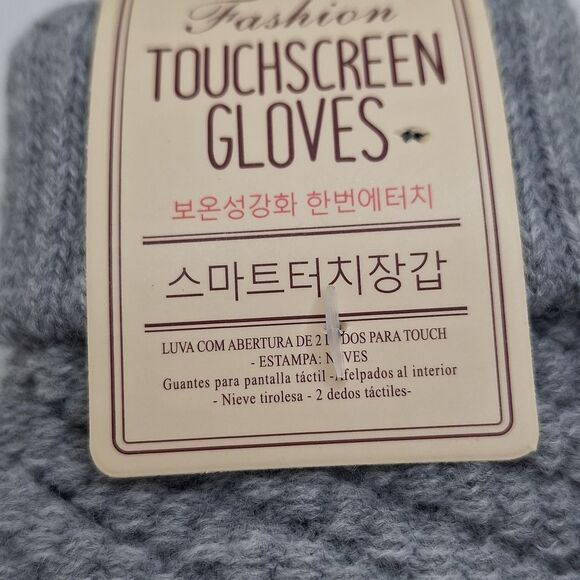 Fashion
TOUCHSCREEN
GLOVES
보온성강화 한번에터치
스마트터치장갑
LUVA COM ABERTURA DE 2 DEDOS PARA TOUCH
- ESTAMPA: NEVES
Guantes para pantalla táctil - Afelpados al interior
- Nieve tirolesa - 2 dedos táctiles-